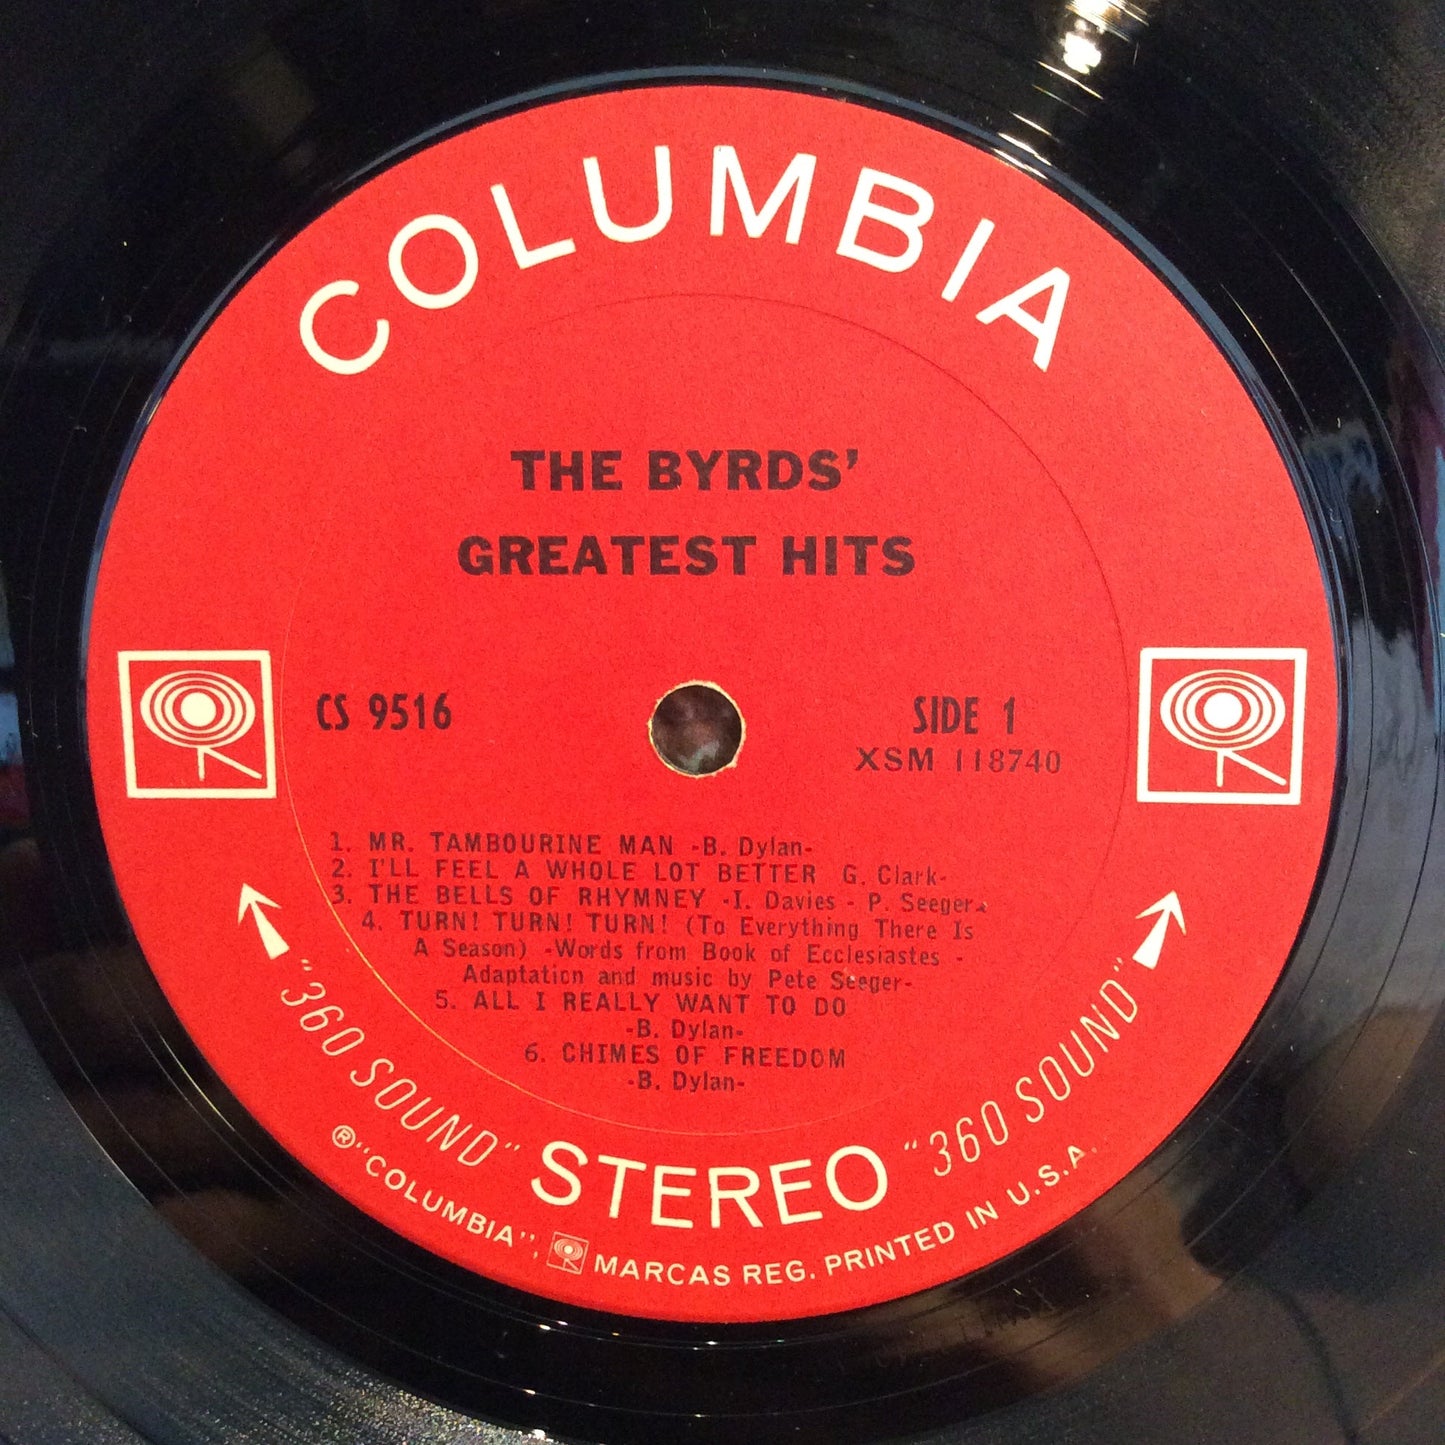 COLUMBIA
THE BYRDS'
GREATEST HITS
CS 9516
SIDE 1
XSM 118740
1. MR. TAMBOURINE MAN -B. Dylan-
2. I'LL FEEL A WHOLE LOT BETTER G. Clark-
3. THE BELLS OF RHYMNEY -I. Davies - P. Seeger-
4. TURN! TURN! TURN! (To Everything There Is
A Season) -Words from Book of Ecclesiastes -
Adaptation and music by Pete Seeger-
5. ALL I REALLY WANT TO DO
-B. Dylan-
6. CHIMES OF FREEDOM
-B. Dylan-
"360 SOUND" STEREO "360 SOUND"
® "COLUMBIA", MARCAS REG. PRINTED IN U.S.A.